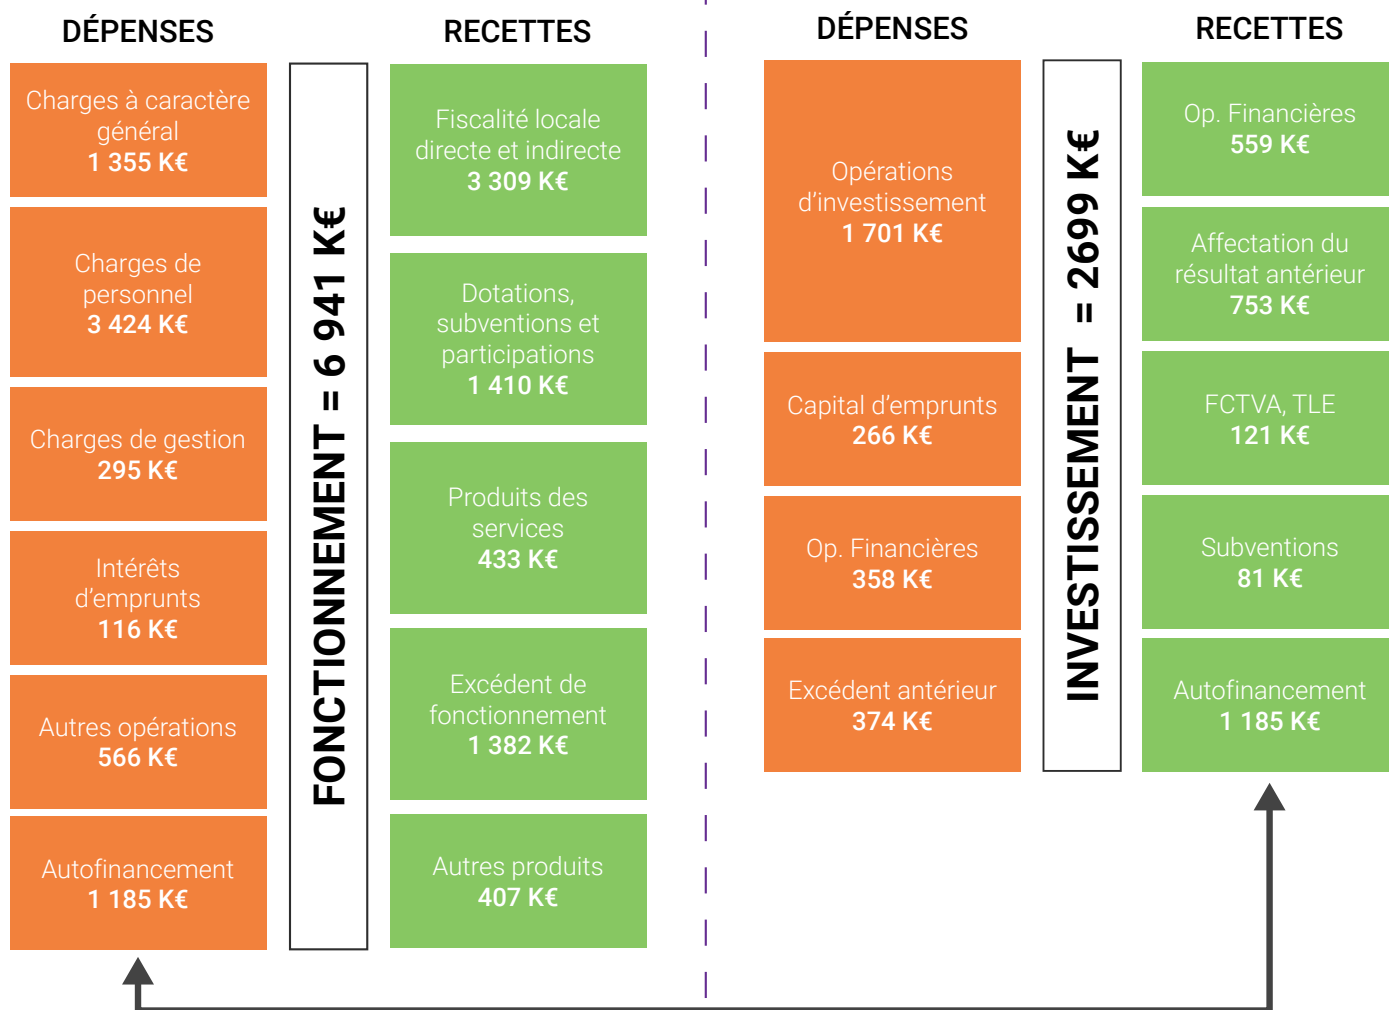 DÉPENSES
Charges à caractère
général
1 355 K€
Charges de
personnel
3 424 K€
Charges de gestion
295 K€
Intérêts
d'emprunts
116 K€
Autres opérations
566 K€
Autofinancement
1 185 K€
FONCTIONNEMENT = 6 941 K€
RECETTES
Fiscalité locale
directe et indirecte
3 309 K€
Dotations,
subventions et
participations
1 410 K€
Produits des
services
433 K€
Excédent de
fonctionnement
1 382 K€
Autres produits
407 K€
DÉPENSES
Opérations
d'investissement
1 701 K€
Capital d'emprunts
266 K€
Op. Financières
358 K€
Excédent antérieur
374 K€
INVESTISSEMENT = 2699 K€
RECETTES
Op. Financières
559 K€
Affectation du
résultat antérieur
753 K€
FCTVA, TLE
121 K€
Subventions
81 K€
Autofinancement
1 185 K€